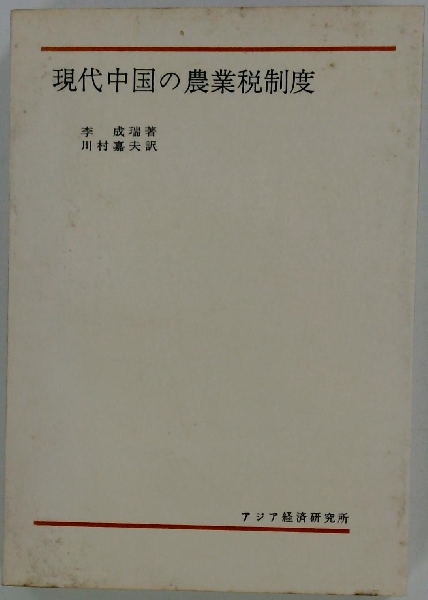 現代中国の農業税制度
李 成瑞著
川村嘉夫訳
アジア経済研究所